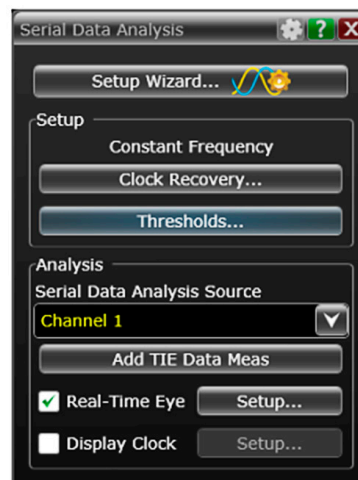 Serial Data Analysis ? X
Setup Wizard...
Setup
Constant Frequency
Clock Recovery...
Thresholds...
Analysis
Serial Data Analysis Source
Channel 1
Add TIE Data Meas
Real-Time Eye Setup...
Display Clock Setup...